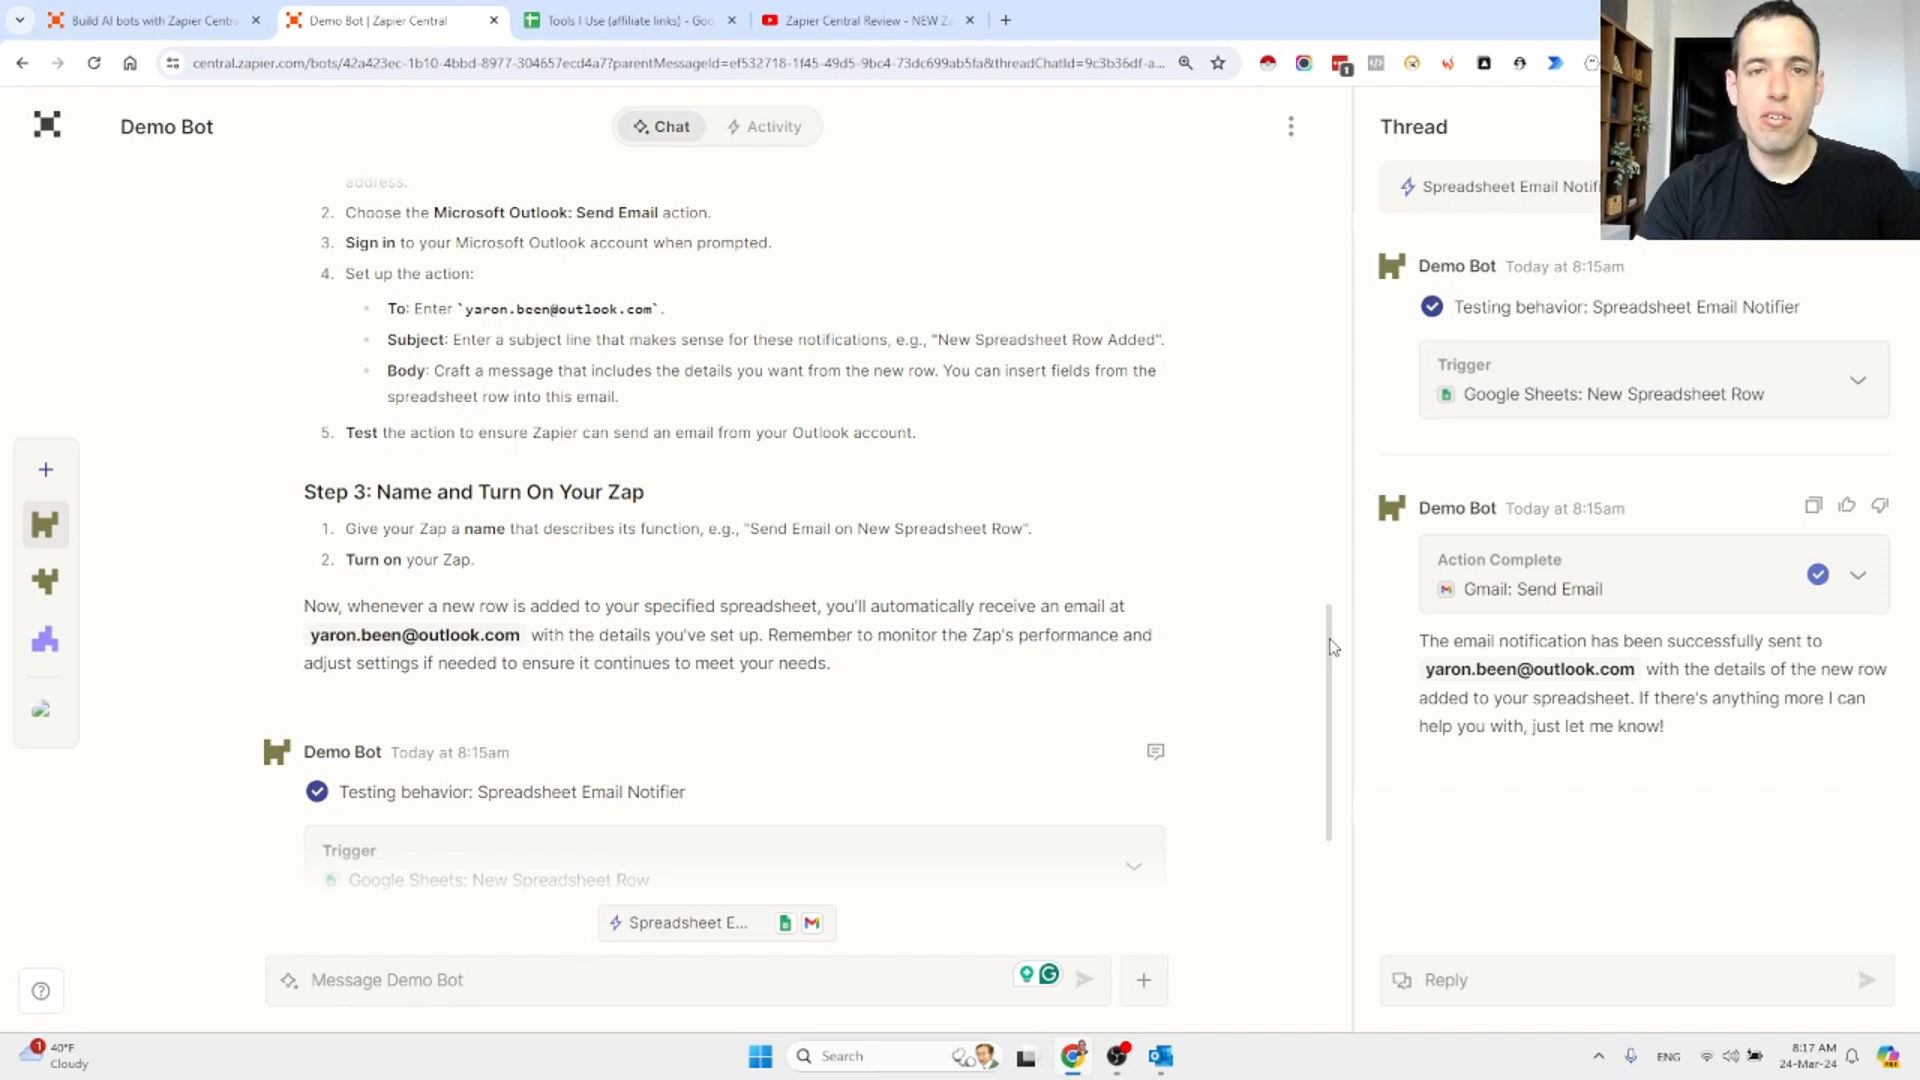 Build AI bots with Zapier Centra
Demo Bot | Zapier Central
Tools I Use (affiliate links) - Goo
Zapier Central Review - NEW Za
central.zapier.com/bots/42a423ec-1b10-4bbd-8977-304657ecd4a7?parentMessageId=ef532718-1f45-49d5-9bc4-73dc699ab5fa&threadChatId=9c3b36df-a...
1
Demo Bot
Chat
Activity
address.
2. Choose the Microsoft Outlook: Send Email action.
3. Sign in to your Microsoft Outlook account when prompted.
4. Set up the action:
To: Enter `yaron.been@outlook.com`.
Subject: Enter a subject line that makes sense for these notifications, e.g., "New Spreadsheet Row Added".
Body: Craft a message that includes the details you want from the new row. You can insert fields from the
spreadsheet row into this email.
5. Test the action to ensure Zapier can send an email from your Outlook account.
Step 3: Name and Turn On Your Zap
1. Give your Zap a name that describes its function, e.g., "Send Email on New Spreadsheet Row".
2. Turn on your Zap.
Now, whenever a new row is added to your specified spreadsheet, you'll automatically receive an email at
yaron.been@outlook.com with the details you've set up. Remember to monitor the Zap's performance and
adjust settings if needed to ensure it continues to meet your needs.
Demo Bot Today at 8:15am
Testing behavior: Spreadsheet Email Notifier
Trigger
Google Sheets: New Spreadsheet Row
Spreadsheet E...
Message Demo Bot
Thread
Spreadsheet Email Notifi
Demo Bot Today at 8:15am
Testing behavior: Spreadsheet Email Notifier
Trigger
Google Sheets: New Spreadsheet Row
Demo Bot Today at 8:15am
Action Complete
Gmail: Send Email
The email notification has been successfully sent to
yaron.been@outlook.com with the details of the new row
added to your spreadsheet. If there's anything more I can
help you with, just let me know!
Reply
1
40°F
Cloudy
Search
ENG
8:17 AM
24-Mar-24